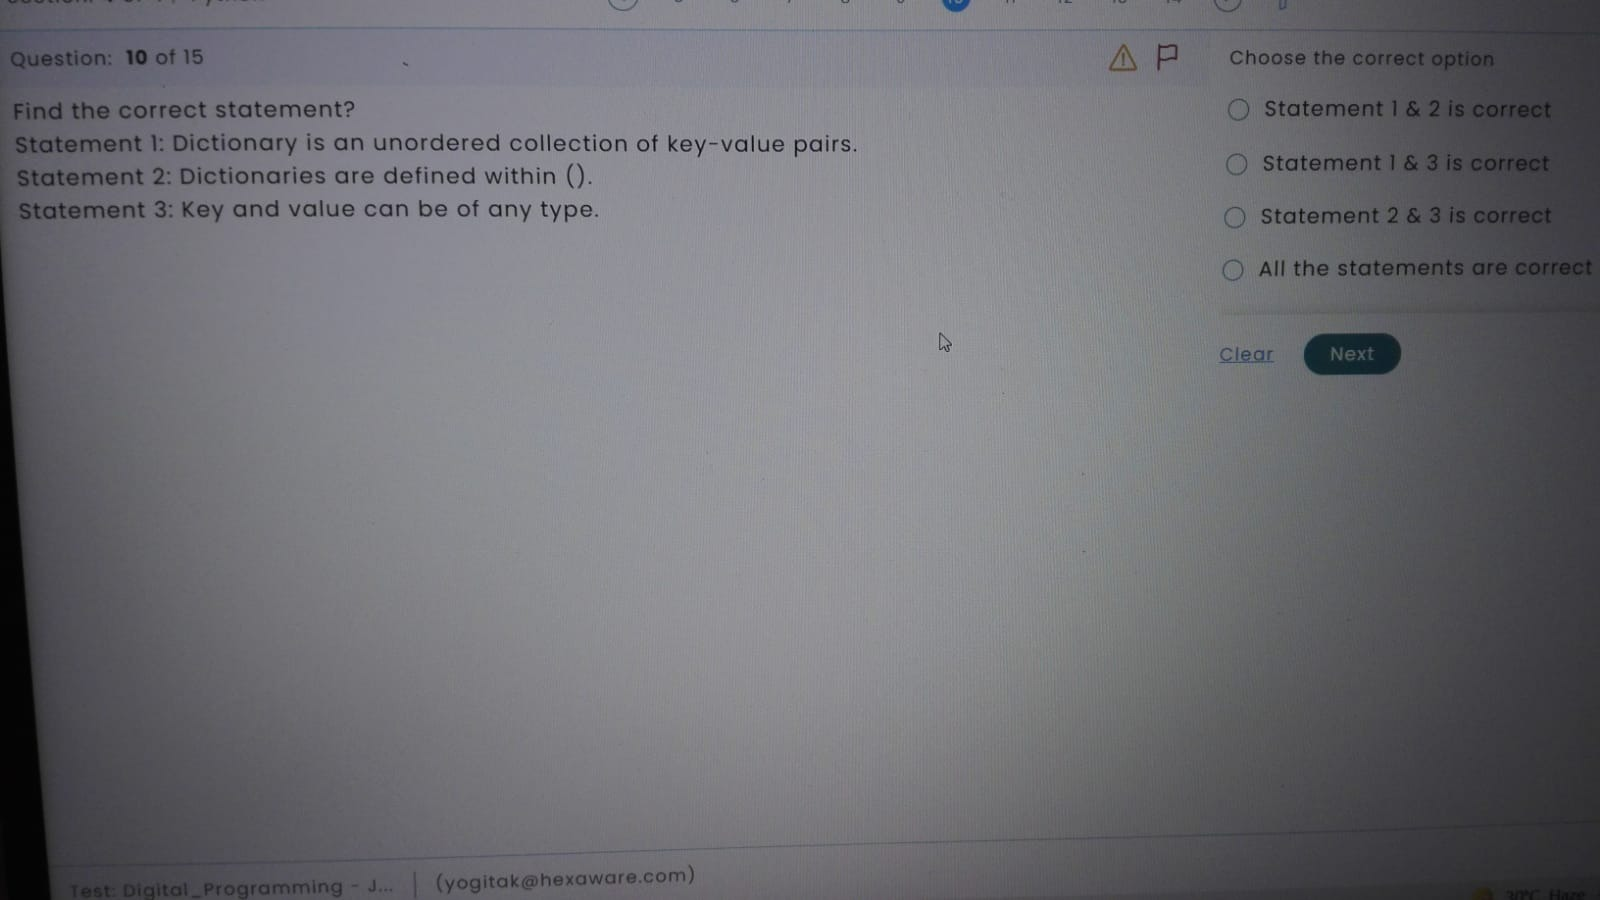 Question: 10 of 15
Find the correct statement?
Statement 1: Dictionary is an unordered collection of key-value pairs.
Statement 2: Dictionaries are defined within ().
Statement 3: Key and value can be of any type.
Choose the correct option
Statement 1 & 2 is correct
Statement 1 & 3 is correct
Statement 2 & 3 is correct
All the statements are correct
Clear Next
Test: Digital_Programming - J... | (yogitak@hexaware.com)
30°C Haze